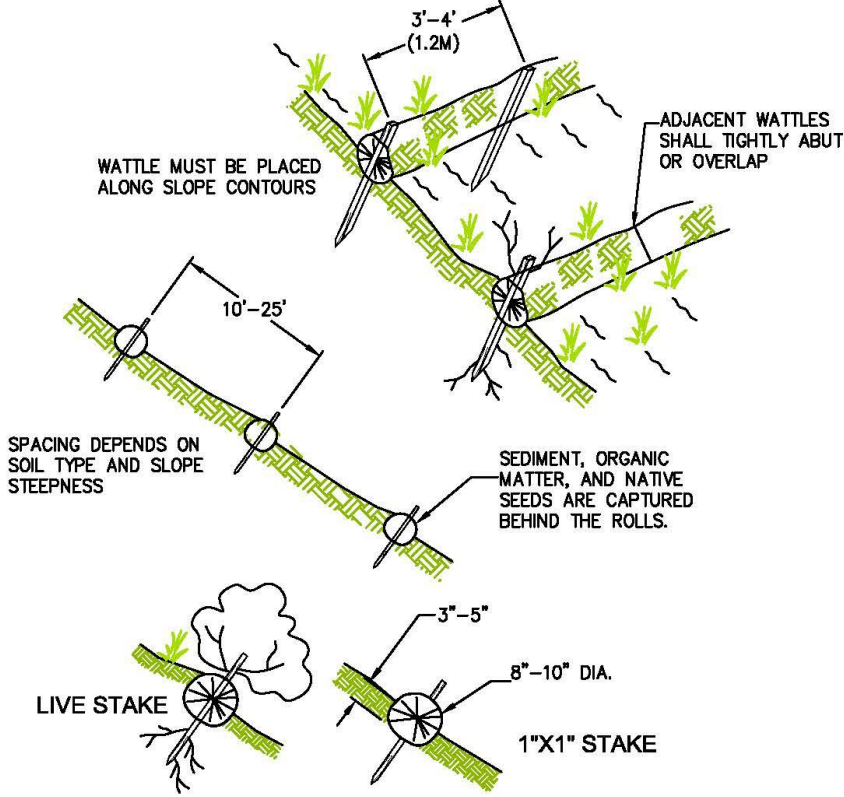 3'-4'
(1.2M)
ADJACENT WATTLES
SHALL TIGHTLY ABUT
OR OVERLAP
WATTLE MUST BE PLACED
ALONG SLOPE CONTOURS
10'-25'
SPACING DEPENDS ON
SOIL TYPE AND SLOPE
STEEPNESS
SEDIMENT, ORGANIC
MATTER, AND NATIVE
SEEDS ARE CAPTURED
BEHIND THE ROLLS.
3"-5"
8"-10" DIA.
LIVE STAKE
1"X1" STAKE